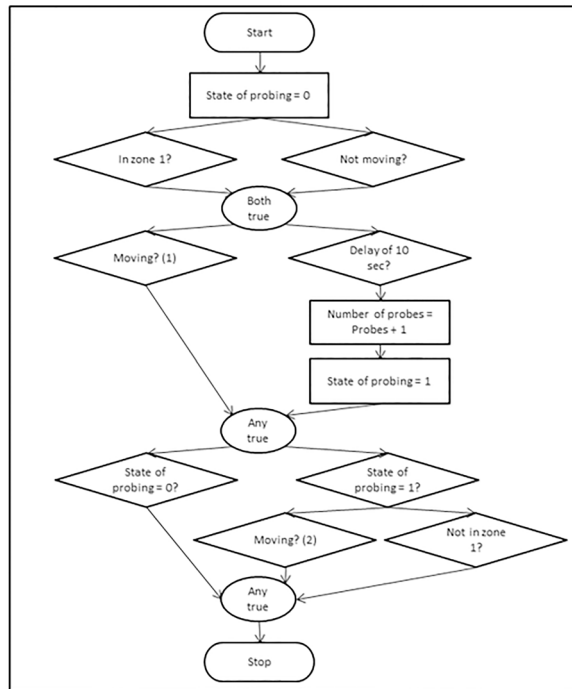 Start
State of probing = 0
In zone 1?
Not moving?
Both
true
Moving? (1)
Delay of 10
sec?
Number of probes =
Probes + 1
State of probing = 1
Any
true
State of
probing = 0?
State of
probing = 1?
Moving? (2)
Not in zone
1?
Any
true
Stop